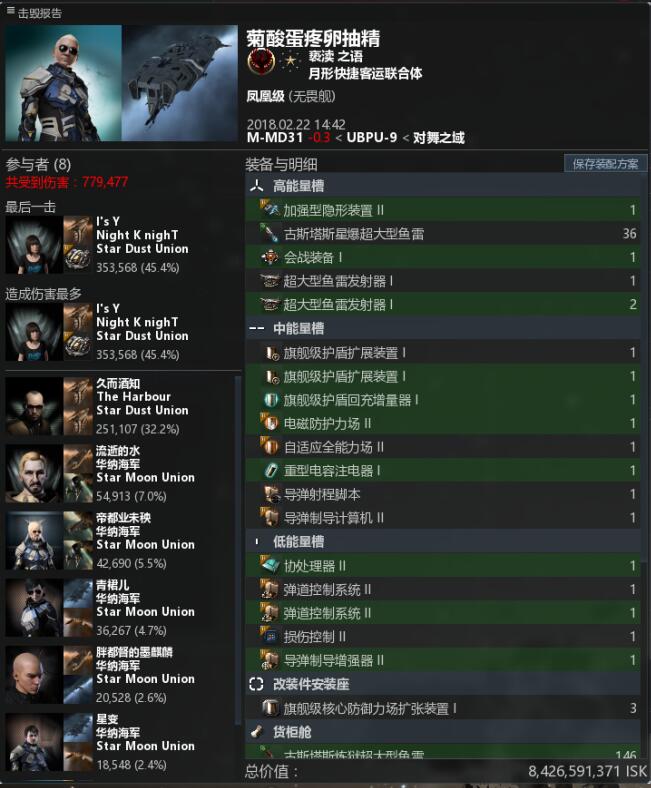 击毁报告
菊酸蛋疼卵抽精
亵渎 之语
月形快捷客运联合体
凤凰级 (无畏舰)
2018.02.22 14:42
M-MD31 -0.3 < UBPU-9 < 对舞之域
参与者 (8)
共受到伤害：779,477
最后一击
I's Y
Night K nighT
Star Dust Union
353,568 (45.4%)
造成伤害最多
I's Y
Night K nighT
Star Dust Union
353,568 (45.4%)
久而酒知
The Harbour
Star Dust Union
251,107 (32.2%)
流逝的水
华纳海军
Star Moon Union
54,913 (7.0%)
帝都业未秧
华纳海军
Star Moon Union
42,690 (5.5%)
青裙儿
华纳海军
Star Moon Union
36,267 (4.7%)
胖都督的墨麒麟
华纳海军
Star Moon Union
20,528 (2.6%)
星变
华纳海军
Star Moon Union
18,548 (2.4%)
装备与明细
保存装配方案
高能量槽
加强型隐形装置 II 1
古斯塔斯星爆超大型鱼雷 36
会战装备 I 1
超大型鱼雷发射器 I 1
超大型鱼雷发射器 I 2
中能量槽
旗舰级护盾扩展装置 I 1
旗舰级护盾扩展装置 I 1
旗舰级护盾回充增量器 I 1
电磁防护力场 II 1
自适应全能力场 II 1
重型电容注电器 I 1
导弹射程脚本 1
导弹制导计算机 II 1
低能量槽
协处理器 II 1
弹道控制系统 II 1
弹道控制系统 II 1
损伤控制 II 1
导弹制导增强器 II 1
改装件安装座
旗舰级核心防御力场扩张装置 I 3
货柜舱
古斯塔斯炼狱超大型鱼雷 146
总价值： 8,426,591,371 ISK